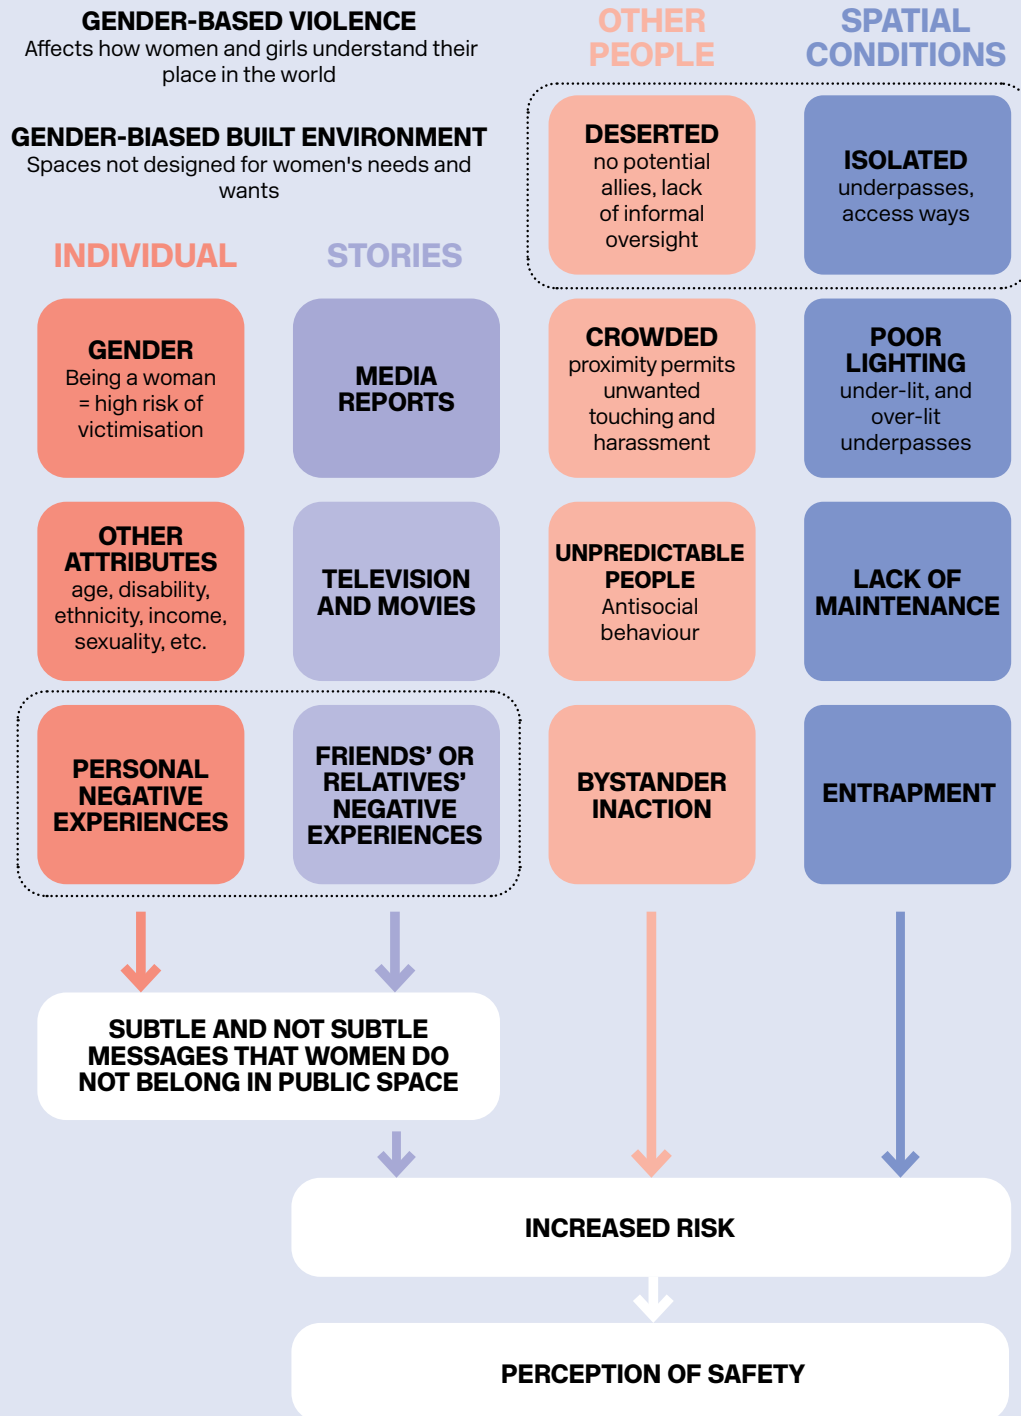 GENDER-BASED VIOLENCE
Affects how women and girls understand their
place in the world
GENDER-BIASED BUILT ENVIRONMENT
Spaces not designed for women's needs and
wants
INDIVIDUAL
GENDER
Being a woman
= high risk of
victimisation
OTHER
ATTRIBUTES
age, disability,
ethnicity, income,
sexuality, etc.
PERSONAL
NEGATIVE
EXPERIENCES
STORIES
MEDIA
REPORTS
TELEVISION
AND MOVIES
FRIENDS’ OR
RELATIVES’
NEGATIVE
EXPERIENCES
OTHER
PEOPLE
DESERTED
no potential
allies, lack
of informal
oversight
CROWDED
proximity permits
unwanted
touching and
harassment
UNPREDICTABLE
PEOPLE
Antisocial
behaviour
BYSTANDER
INACTION
SPATIAL
CONDITIONS
ISOLATED
underpasses,
access ways
POOR
LIGHTING
under-lit, and
over-lit
underpasses
LACK OF
MAINTENANCE
ENTRAPMENT
SUBTLE AND NOT SUBTLE
MESSAGES THAT WOMEN DO
NOT BELONG IN PUBLIC SPACE
INCREASED RISK
PERCEPTION OF SAFETY